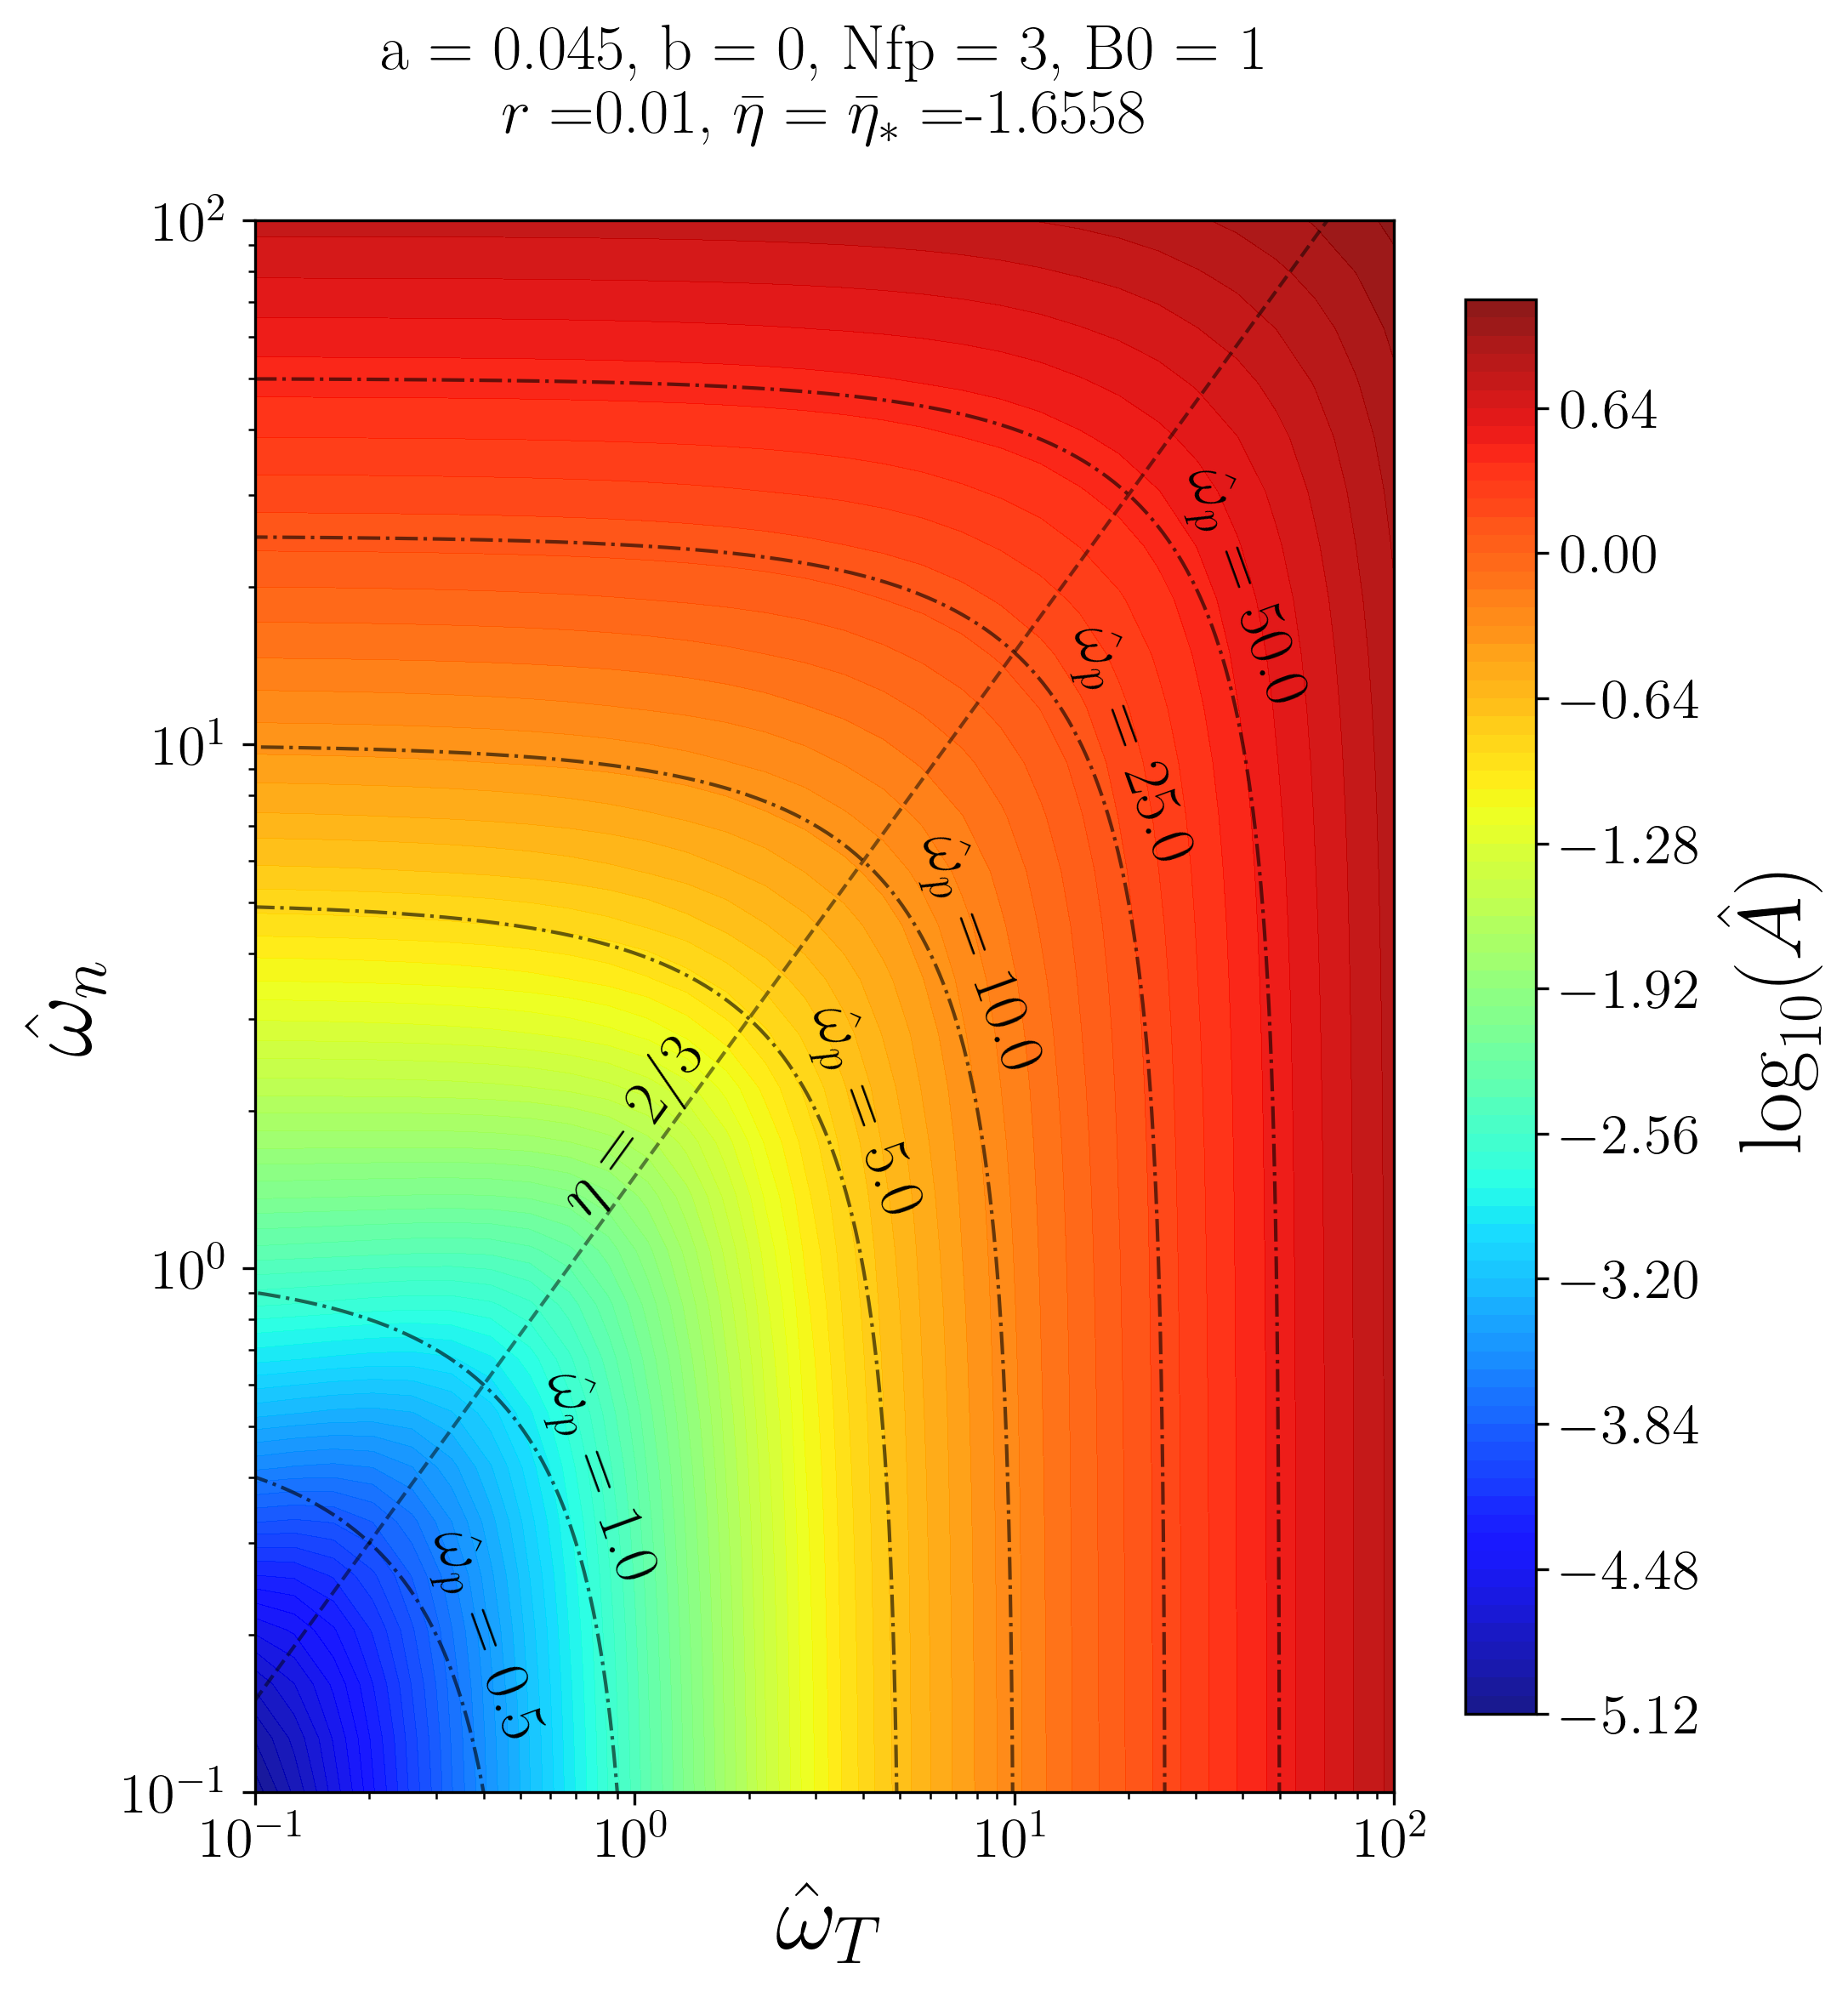 a = 0.045, b = 0, Nfp = 3, B0 = 1
r =0.01, η̄ = η̄* =-1.6558
10²
10¹
10⁰
10⁻¹
ω̂n
10⁻¹
10⁰
10¹
10²
ω̂T
η = 2/3
ω̂p = 0.5
ω̂p = 1.0
ω̂p = 5.0
ω̂p = 10.0
ω̂p = 25.0
ω̂p = 50.0
0.64
0.00
−0.64
−1.28
−1.92
−2.56
−3.20
−3.84
−4.48
−5.12
log₁₀(Â)